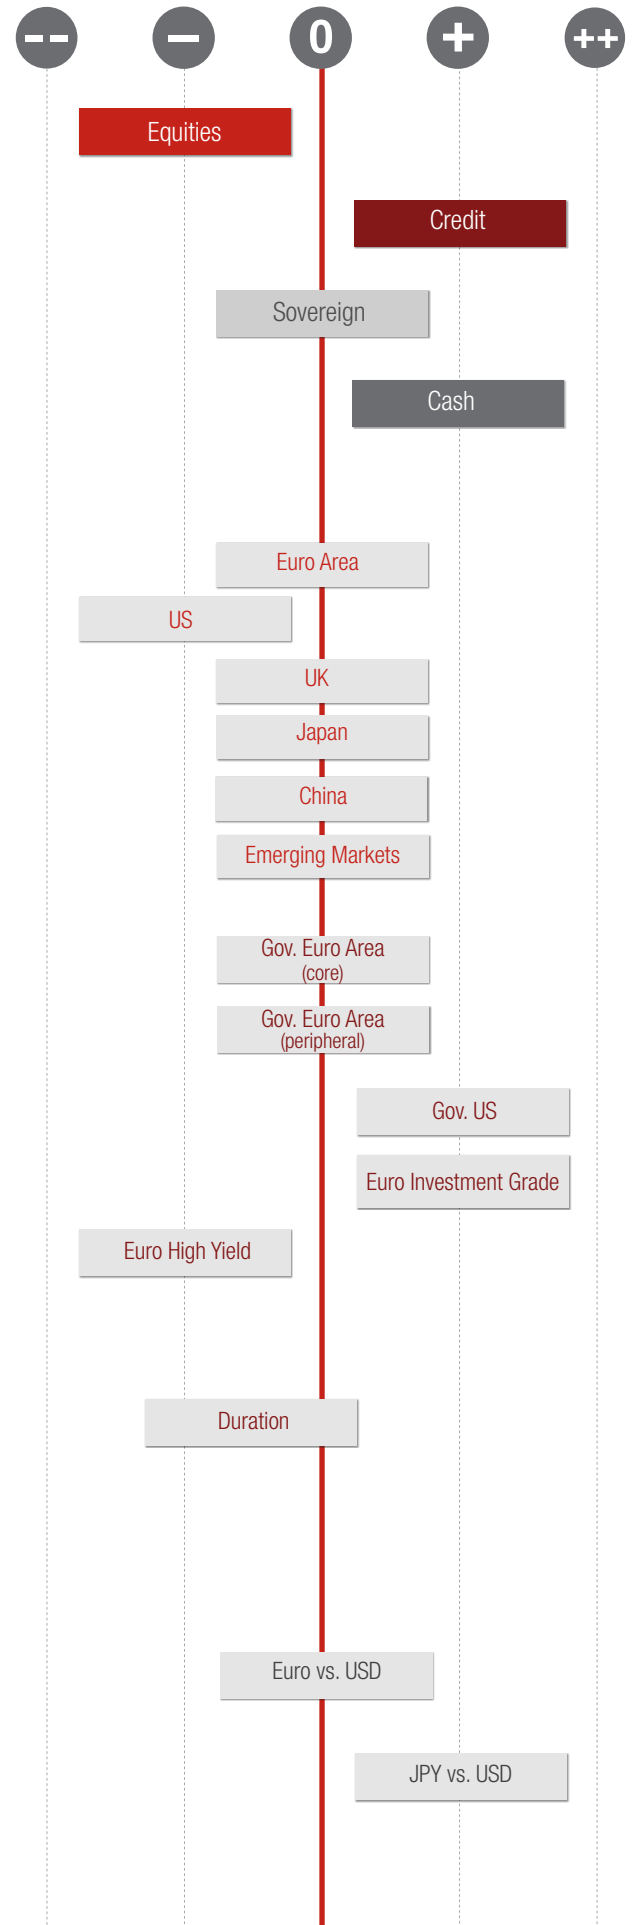 -- - 0 + ++
Equities
Credit
Sovereign
Cash
Euro Area
US
UK
Japan
China
Emerging Markets
Gov. Euro Area
(core)
Gov. Euro Area
(peripheral)
Gov. US
Euro Investment Grade
Euro High Yield
Duration
Euro vs. USD
JPY vs. USD